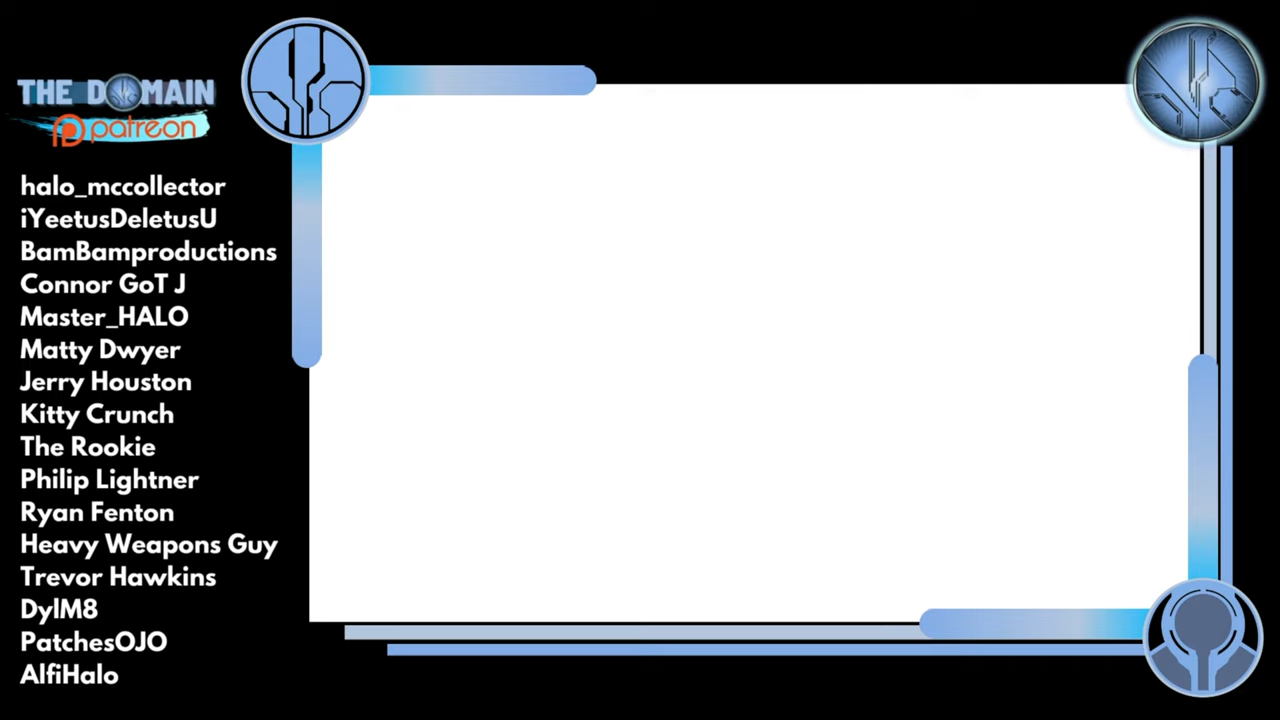 THE DOMAIN
patreon
halo_mccollector
iYeetusDeletusU
BamBamproductions
Connor GoT J
Master_HALO
Matty Dwyer
Jerry Houston
Kitty Crunch
The Rookie
Philip Lightner
Ryan Fenton
Heavy Weapons Guy
Trevor Hawkins
DylM8
PatchesOJO
AlfiHalo